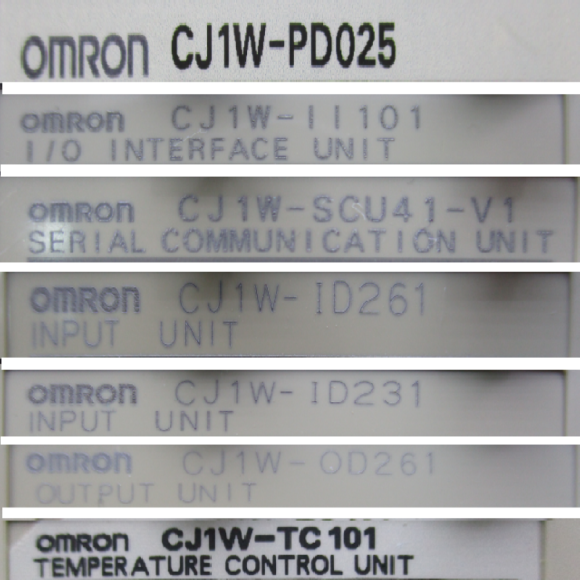 OMRON CJ1W-PD025
OMRON CJ1W-II101
I/O INTERFACE UNIT
OMRON CJ1W-SCU41-V1
SERIAL COMMUNICATION UNIT
OMRON CJ1W-ID261
INPUT UNIT
OMRON CJ1W-ID231
INPUT UNIT
OMRON CJ1W-OD261
OUTPUT UNIT
OMRON CJ1W-TC101
TEMPERATURE CONTROL UNIT